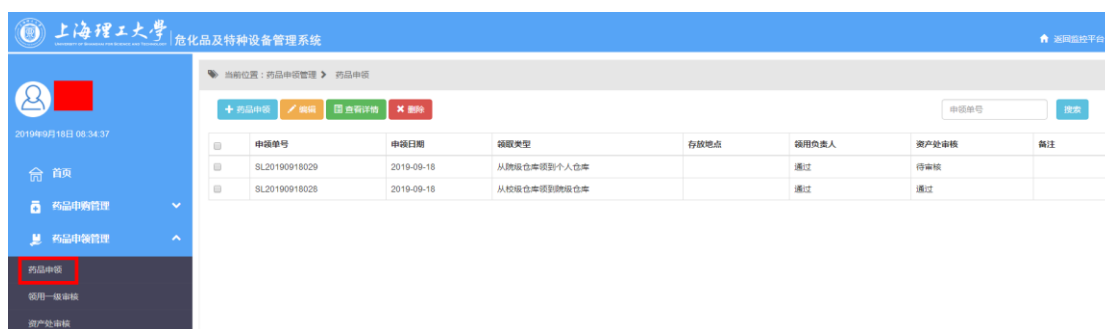 上海理工大学 危化品及特种设备管理系统
返回监控平台
当前位置：药品申领管理 药品申领
药品申领 编辑 查看详情 删除
申领单号 搜索
2019年9月18日 08:34:37
申领单号 申领日期 领取类型 存放地点 领用负责人 资产处审核 备注
SL20190918029 2019-09-18 从院级仓库领到个人仓库 通过 待审核
SL20190918028 2019-09-18 从校级仓库领到院级仓库 通过 通过
首页
药品申购管理
药品申领管理
药品申领
领用一级审核
资产处审核